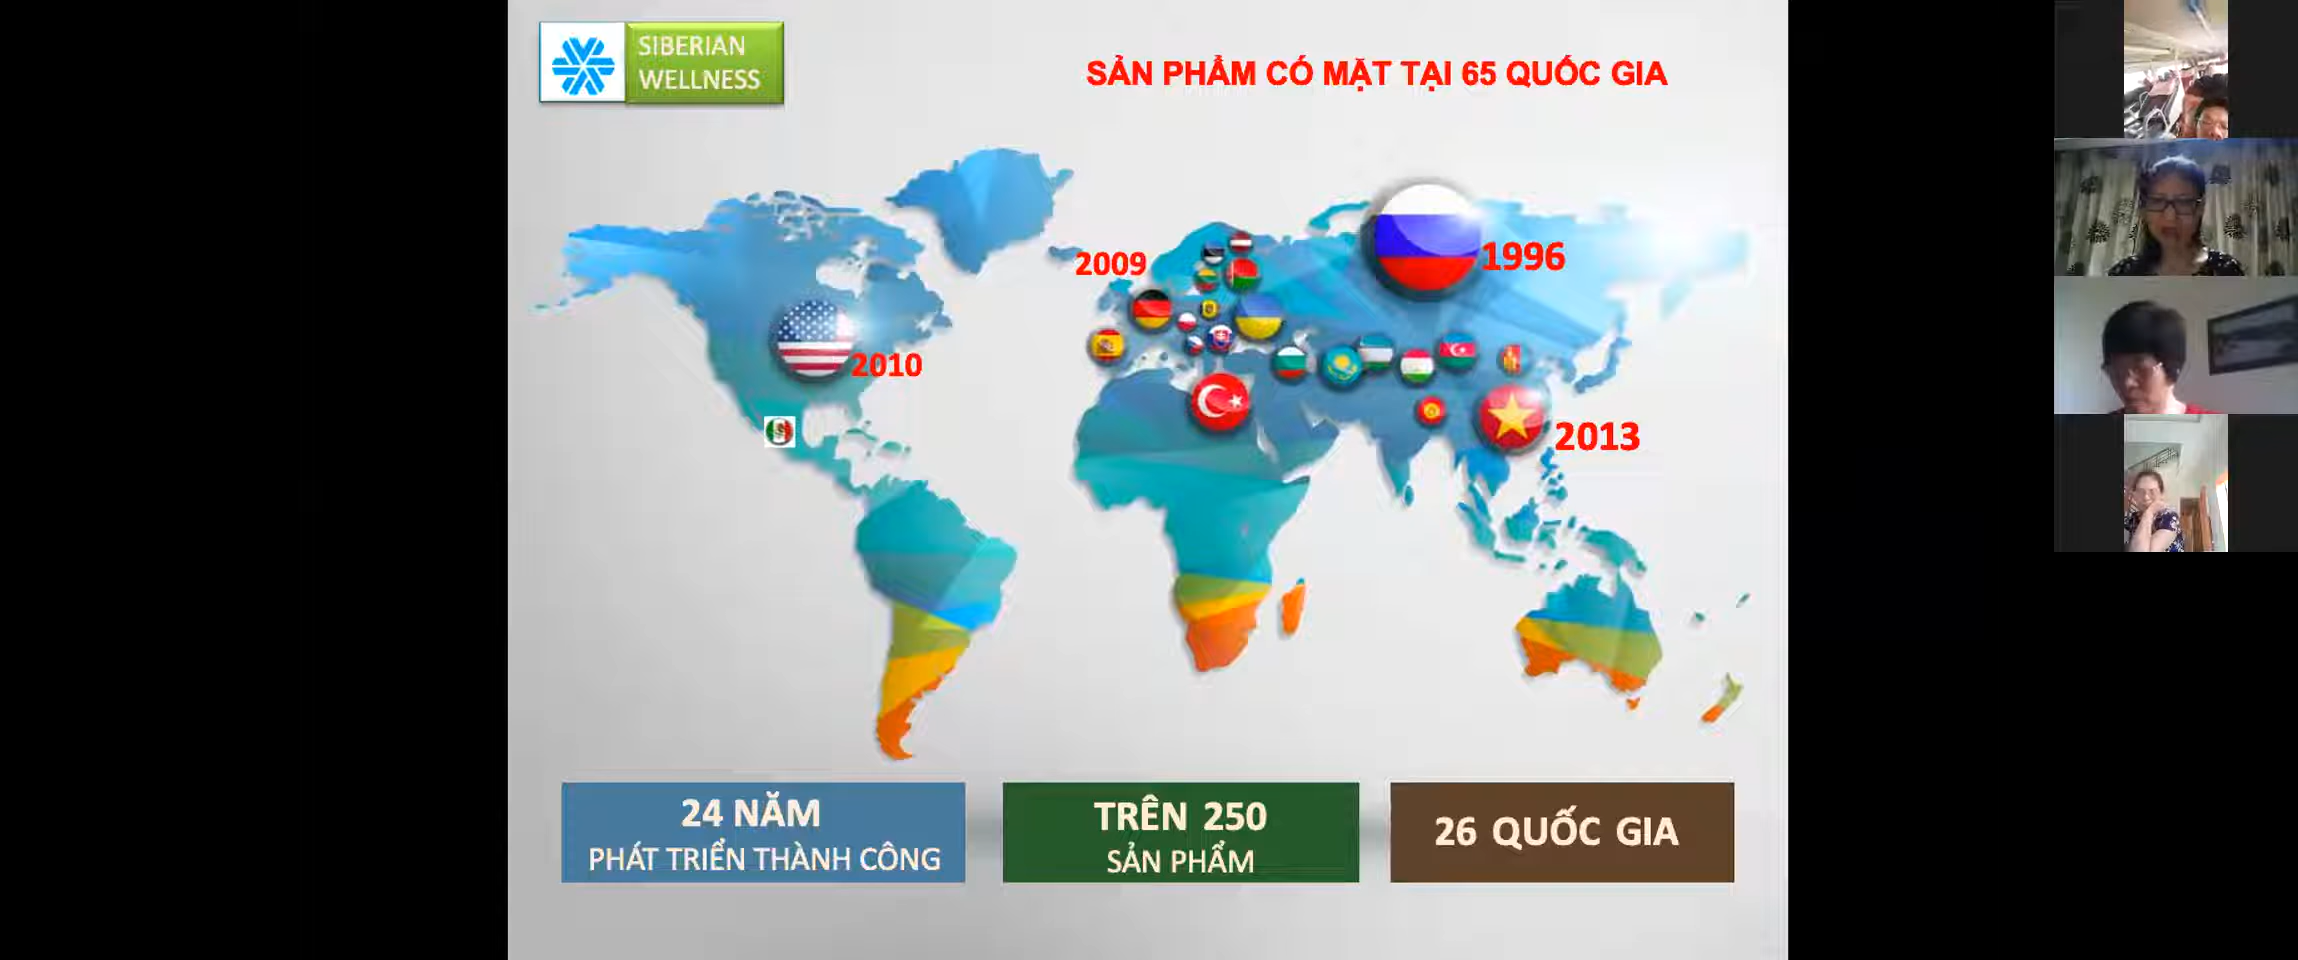 SIBERIAN
WELLNESS
SẢN PHẨM CÓ MẶT TẠI 65 QUỐC GIA
1996
2009
2010
2013
24 NĂM
PHÁT TRIỂN THÀNH CÔNG
TRÊN 250
SẢN PHẨM
26 QUỐC GIA